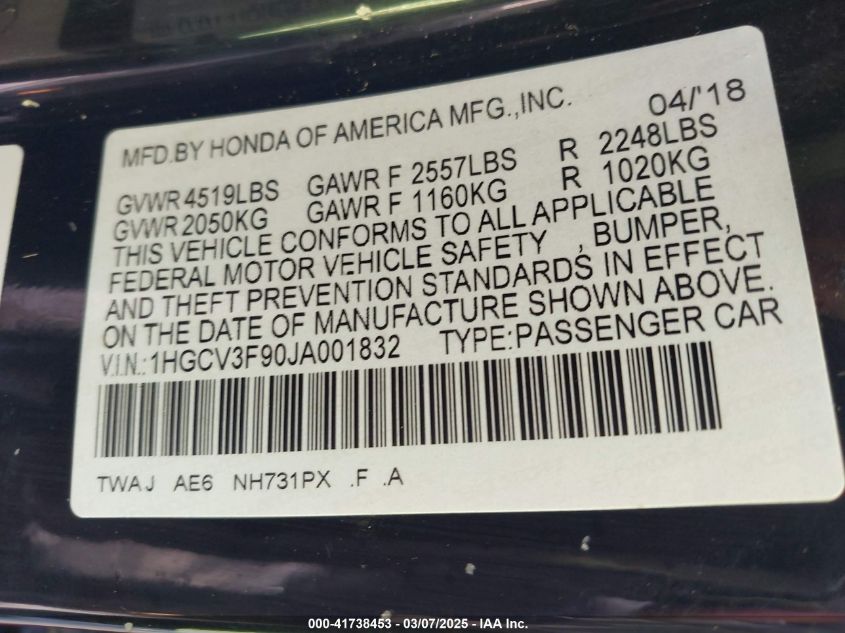 MFD.BY HONDA OF AMERICA MFG.,INC. 04/'18
GVWR 4519LBS GAWR F 2557LBS R 2248LBS
GVWR 2050KG GAWR F 1160KG R 1020KG
THIS VEHICLE CONFORMS TO ALL APPLICABLE
FEDERAL MOTOR VEHICLE SAFETY , BUMPER,
AND THEFT PREVENTION STANDARDS IN EFFECT
ON THE DATE OF MANUFACTURE SHOWN ABOVE.
V.I.N.:1HGCV3F90JA001832 TYPE:PASSENGER CAR
TWAJ AE6 NH731PX .F .A
000-41738453 - 03/07/2025 - IAA Inc.